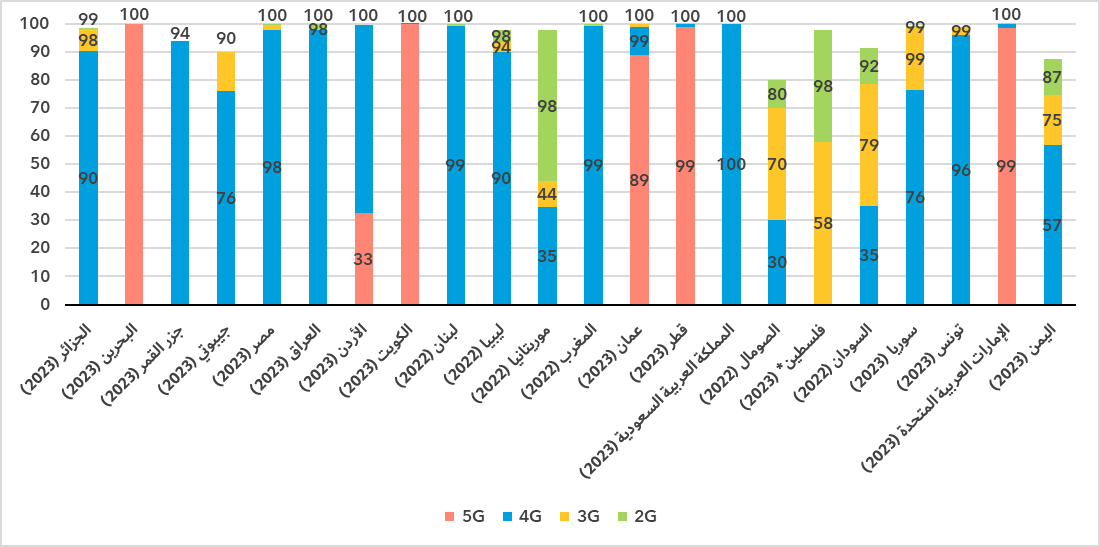 99 100 94 90 100 100 100 100 100 98 98 100 100 100 100 80 98 92 99 99 100 87
100
90
80
70
60
50
40
30
20
10
0
98 98 99 94 99 99 75
90 76 98 33 99 90 44 35 99 89 99 100 70 30 58 79 35 76 96 99 57
الجزائر (2023)
البحرين (2023)
جزر القمر (2023)
جيبوتي (2023)
مصر (2023)
العراق (2023)
الأردن (2023)
الكويت (2023)
لبنان (2022)
ليبيا (2022)
موريتانيا (2022)
المغرب (2022)
عمان (2023)
قطر (2023)
المملكة العربية السعودية (2023)
الصومال (2022)
فلسطين* (2023)
السودان (2022)
سوريا (2023)
تونس (2023)
الإمارات العربية المتحدة (2023)
اليمن (2023)
5G 4G 3G 2G